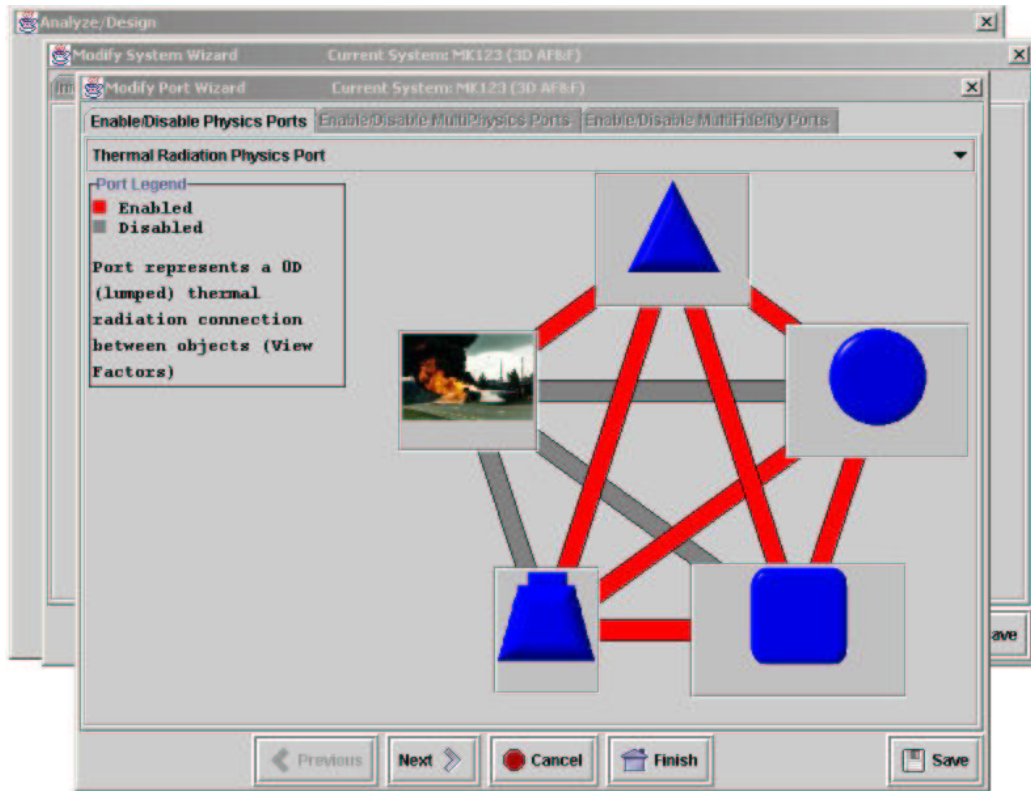 Analyze/Design
Modify System Wizard Current System: MK123 (3D AF&F)
Modify Port Wizard Current System: MK123 (3D AF&F)
Enable/Disable Physics Ports Enable/Disable MultiPhysics Ports Enable/Disable MultiFidelity Ports
Thermal Radiation Physics Port
Port Legend
Enabled
Disabled
Port represents a 0D
(lumped) thermal
radiation connection
between objects (View
Factors)
ave
Previous Next Cancel Finish Save